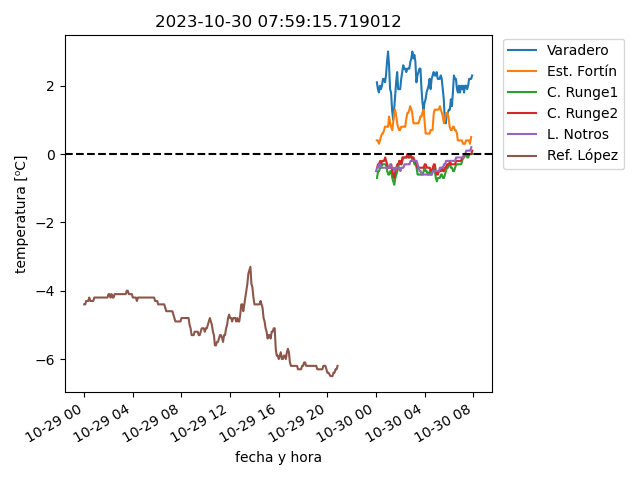 2023-10-30 07:59:15.719012
Varadero
Est. Fortín
C. Runge1
C. Runge2
L. Notros
Ref. López
temperatura [°C]
2
0
−2
−4
−6
10-29 00
10-29 04
10-29 08
10-29 12
10-29 16
10-29 20
10-30 00
10-30 04
10-30 08
fecha y hora